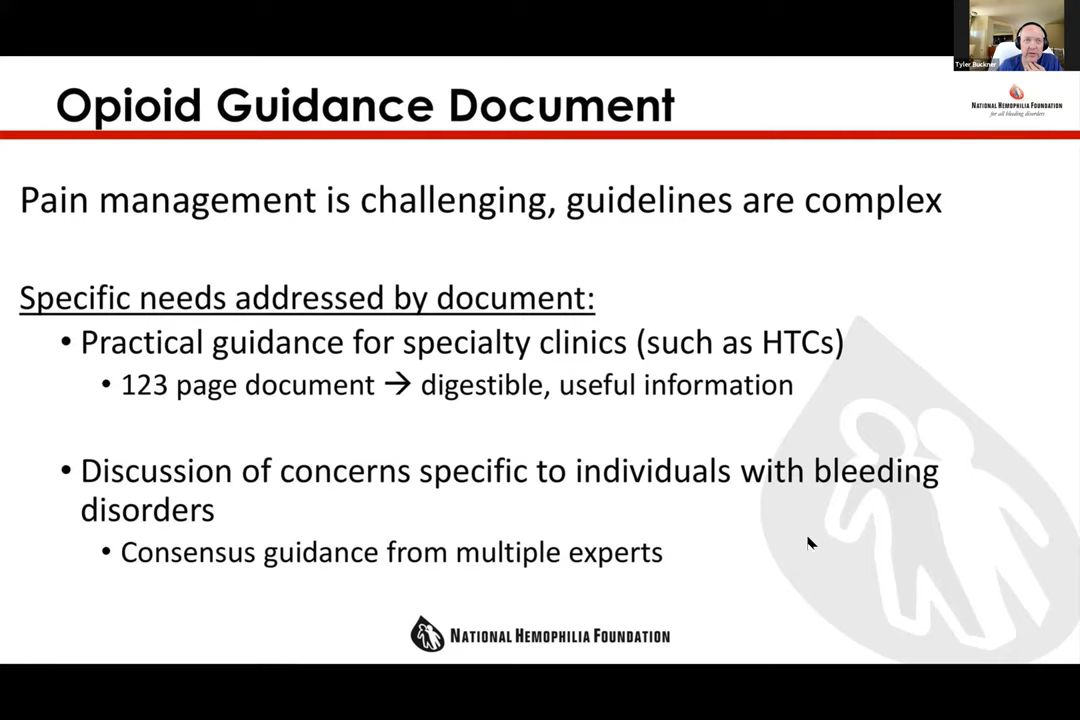 Tyler Buckner
Opioid Guidance Document
NATIONAL HEMOPHILIA FOUNDATION
for all bleeding disorders
Pain management is challenging, guidelines are complex
Specific needs addressed by document:
• Practical guidance for specialty clinics (such as HTCs)
• 123 page document → digestible, useful information
• Discussion of concerns specific to individuals with bleeding
disorders
• Consensus guidance from multiple experts
NATIONAL HEMOPHILIA FOUNDATION